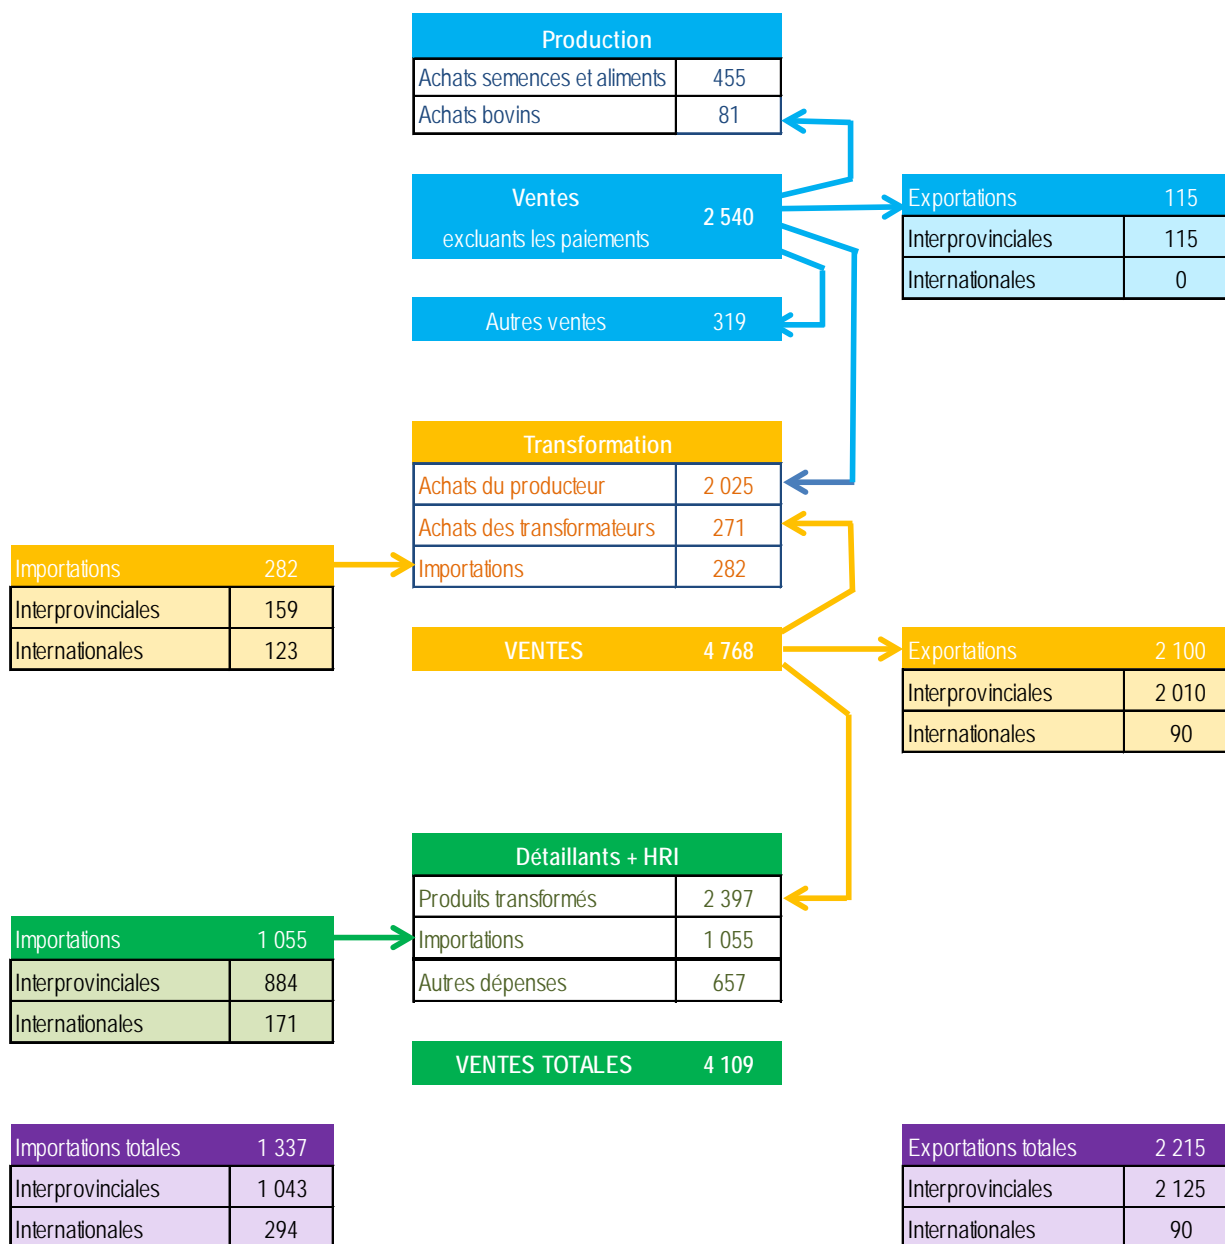 Production
Achats semences et aliments 455
Achats bovins 81
Ventes
excluants les paiements
2 540
Exportations 115
Interprovinciales 115
Internationales 0
Autres ventes 319
Transformation
Achats du producteur 2 025
Achats des transformateurs 271
Importations 282
Importations 282
Interprovinciales 159
Internationales 123
VENTES 4 768
Exportations 2 100
Interprovinciales 2 010
Internationales 90
Détaillants + HRI
Produits transformés 2 397
Importations 1 055
Autres dépenses 657
Importations 1 055
Interprovinciales 884
Internationales 171
VENTES TOTALES 4 109
Importations totales 1 337
Interprovinciales 1 043
Internationales 294
Exportations totales 2 215
Interprovinciales 2 125
Internationales 90